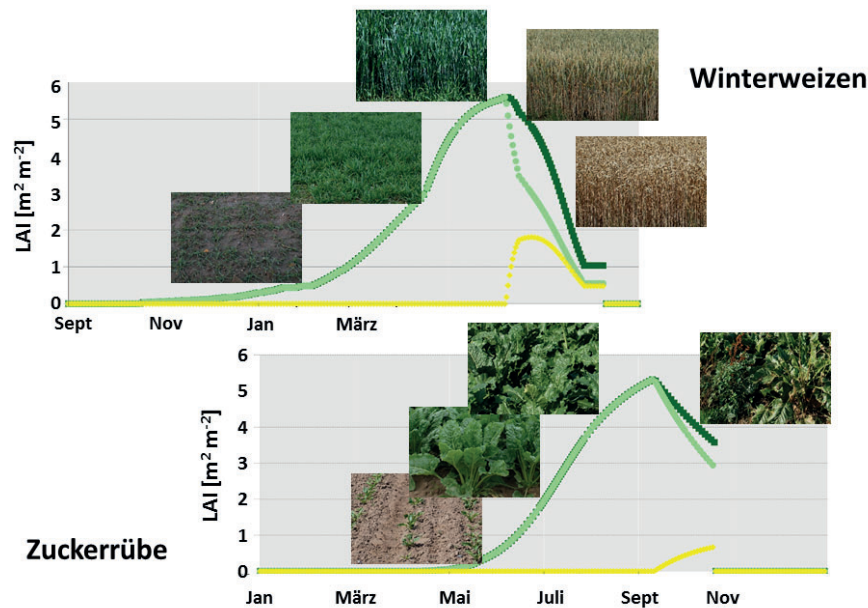 Winterweizen
LAI [m² m⁻²]
6
5
4
3
2
1
0
Sept Nov Jan März
Zuckerrübe
LAI [m² m⁻²]
6
5
4
3
2
1
0
Jan März Mai Juli Sept Nov